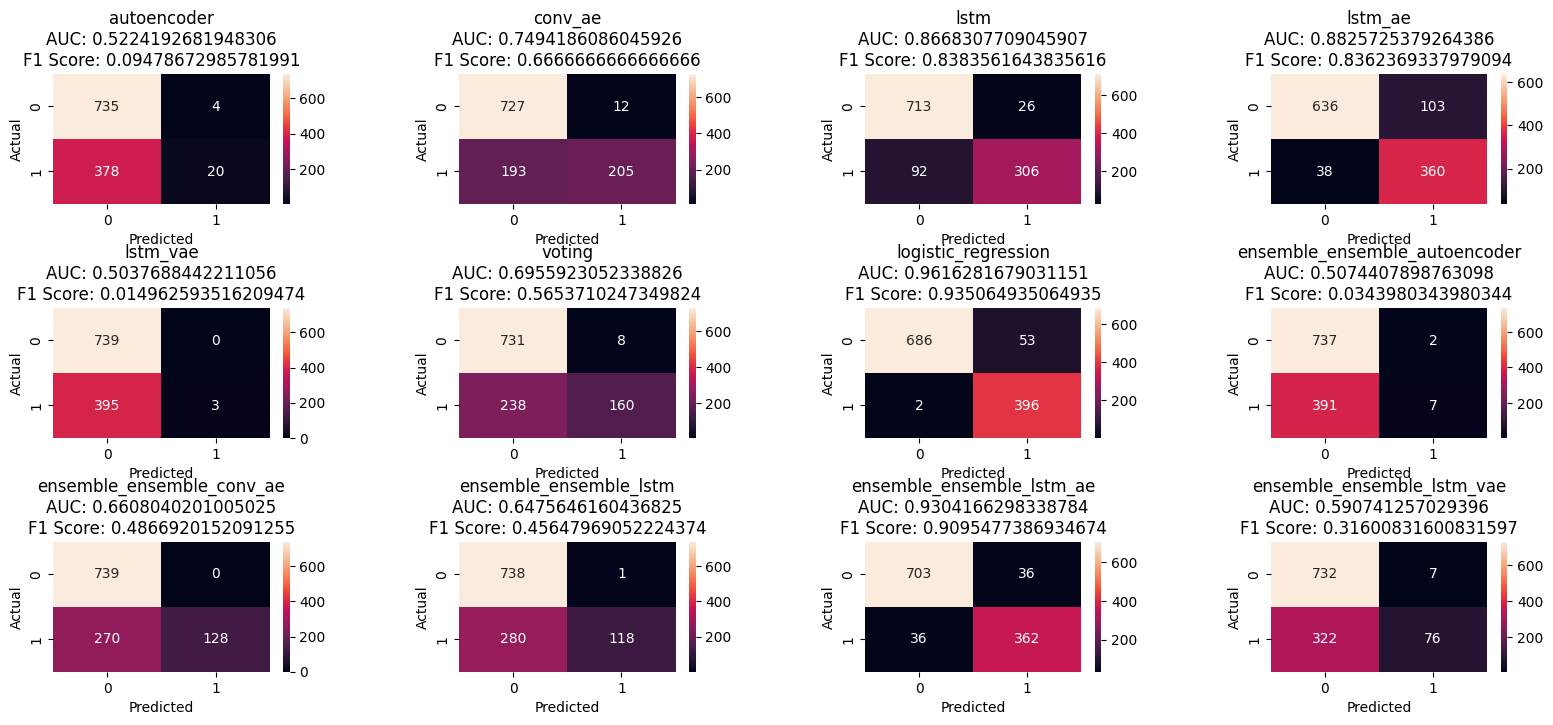 autoencoder
AUC: 0.5224192681948306
F1 Score: 0.09478672985781991
735 4
378 20
0
1
Actual
0 1
Predicted
600
400
200
conv_ae
AUC: 0.7494186086045926
F1 Score: 0.6666666666666666
727 12
193 205
0
1
Actual
0 1
Predicted
600
400
200
lstm
AUC: 0.8668307709045907
F1 Score: 0.8383561643835616
713 26
92 306
0
1
Actual
0 1
Predicted
600
400
200
lstm_ae
AUC: 0.8825725379264386
F1 Score: 0.8362369337979094
636 103
38 360
0
1
Actual
0 1
Predicted
600
400
200
lstm_vae
AUC: 0.5037688442211056
F1 Score: 0.014962593516209474
739 0
395 3
0
1
Actual
0 1
Predicted
600
400
200
0
voting
AUC: 0.6955923052338826
F1 Score: 0.5653710247349824
731 8
238 160
0
1
Actual
0 1
Predicted
600
400
200
logistic_regression
AUC: 0.9616281679031151
F1 Score: 0.935064935064935
686 53
2 396
0
1
Actual
0 1
Predicted
600
400
200
ensemble_ensemble_autoencoder
AUC: 0.5074407898763098
F1 Score: 0.0343980343980344
737 2
391 7
0
1
Actual
0 1
Predicted
600
400
200
ensemble_ensemble_conv_ae
AUC: 0.6608040201005025
F1 Score: 0.4866920152091255
739 0
270 128
0
1
Actual
0 1
Predicted
600
400
200
0
ensemble_ensemble_lstm
AUC: 0.64756461604368​25
F1 Score: 0.45647969052224374
738 1
280 118
0
1
Actual
0 1
Predicted
600
400
200
ensemble_ensemble_lstm_ae
AUC: 0.9304166298338784
F1 Score: 0.9095477386934674
703 36
36 362
0
1
Actual
0 1
Predicted
600
400
200
ensemble_ensemble_lstm_vae
AUC: 0.590741257029396
F1 Score: 0.316008316008​31597
732 7
322 76
0
1
Actual
0 1
Predicted
600
400
200